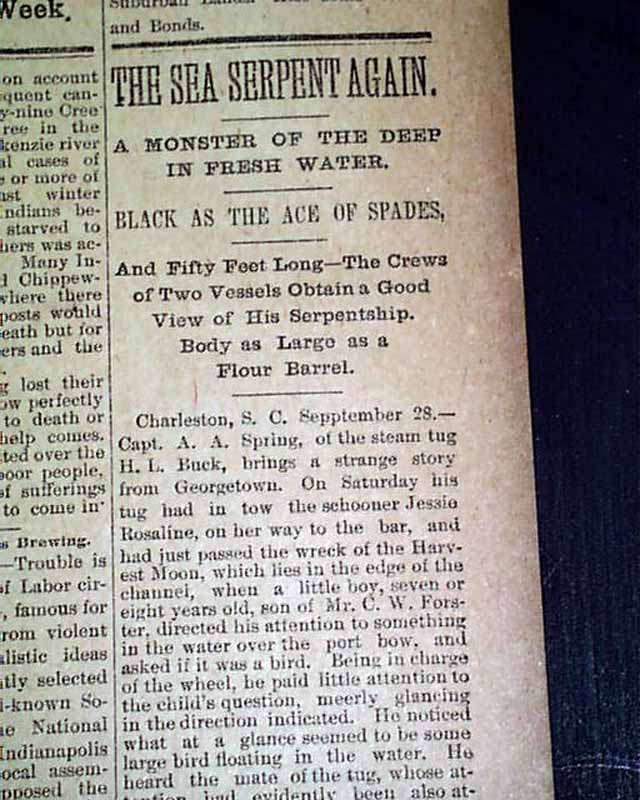 Week.
on account
quent can-
y-nine Cree
ree in the
kenzie river
al cases of
s or more of
ast winter
ndians be-
starved to
hers was ac-
Many In-
d Chippew-
where there
posts would
eath but for
ers and the
g lost their
ow perfectly
to death or
help comes.
ted over the
poor people,
of sufferings
to come in
s Brewing.
—Trouble is
of Labor cir-
, famous for
rom violent
alistic ideas
tly selected
l-known So-
e National
Indianapolis
ocal assem-
pposed the
and Bonds.
THE SEA SERPENT AGAIN.
A MONSTER OF THE DEEP
IN FRESH WATER.
BLACK AS THE ACE OF SPADES,
And Fifty Feet Long—The Crews
of Two Vessels Obtain a Good
View of His Serpentship.
Body as Large as a
Flour Barrel.
Charleston, S. C. Sepptember 28.—
Capt. A. A. Spring, of the steam tug
H. L. Buck, brings a strange story
from Georgetown. On Saturday his
tug had in tow the schooner Jessie
Rosaline, on her way to the bar, and
had just passed the wreck of the Harv-
est Moon, which lies in the edge of the
channel, when a little boy, seven or
eight years old, son of Mr. C. W. Fors-
ter, directed his attention to something
in the water over the port bow, and
asked if it was a bird. Being in charge
of the wheel, he paid little attention to
the child's question, meerly glancing
in the direction indicated. He noticed
what at a glance seemed to be some
large bird floating in the water. He
heard the mate of the tug, whose at-
tention had evidently been also at-